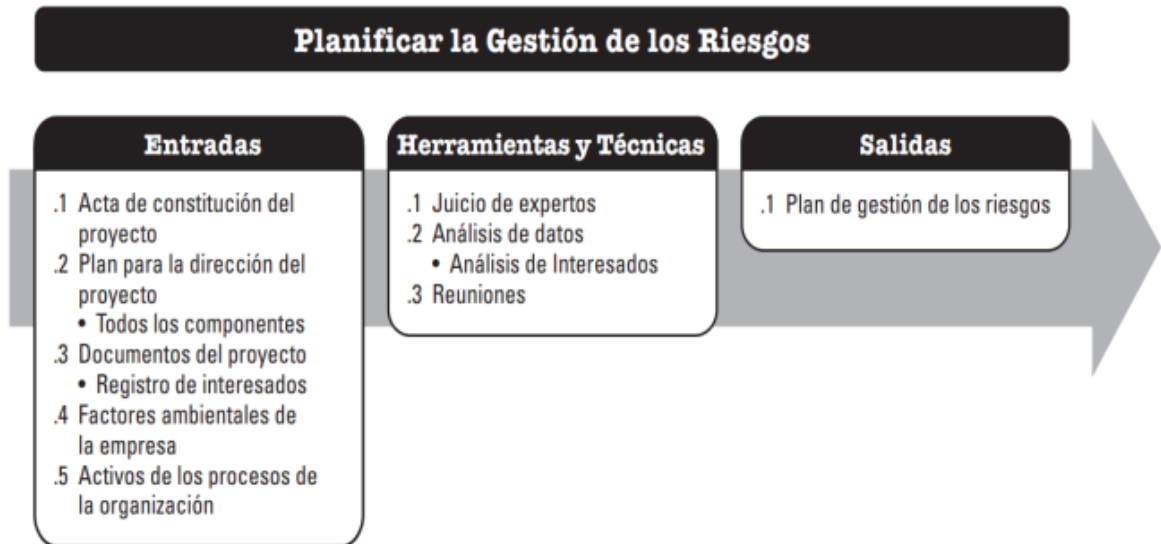 Planificar la Gestión de los Riesgos
Entradas
.1 Acta de constitución del
proyecto
.2 Plan para la dirección del
proyecto
• Todos los componentes
.3 Documentos del proyecto
• Registro de interesados
.4 Factores ambientales de
la empresa
.5 Activos de los procesos de
la organización
Herramientas y Técnicas
.1 Juicio de expertos
.2 Análisis de datos
• Análisis de Interesados
.3 Reuniones
Salidas
.1 Plan de gestión de los riesgos